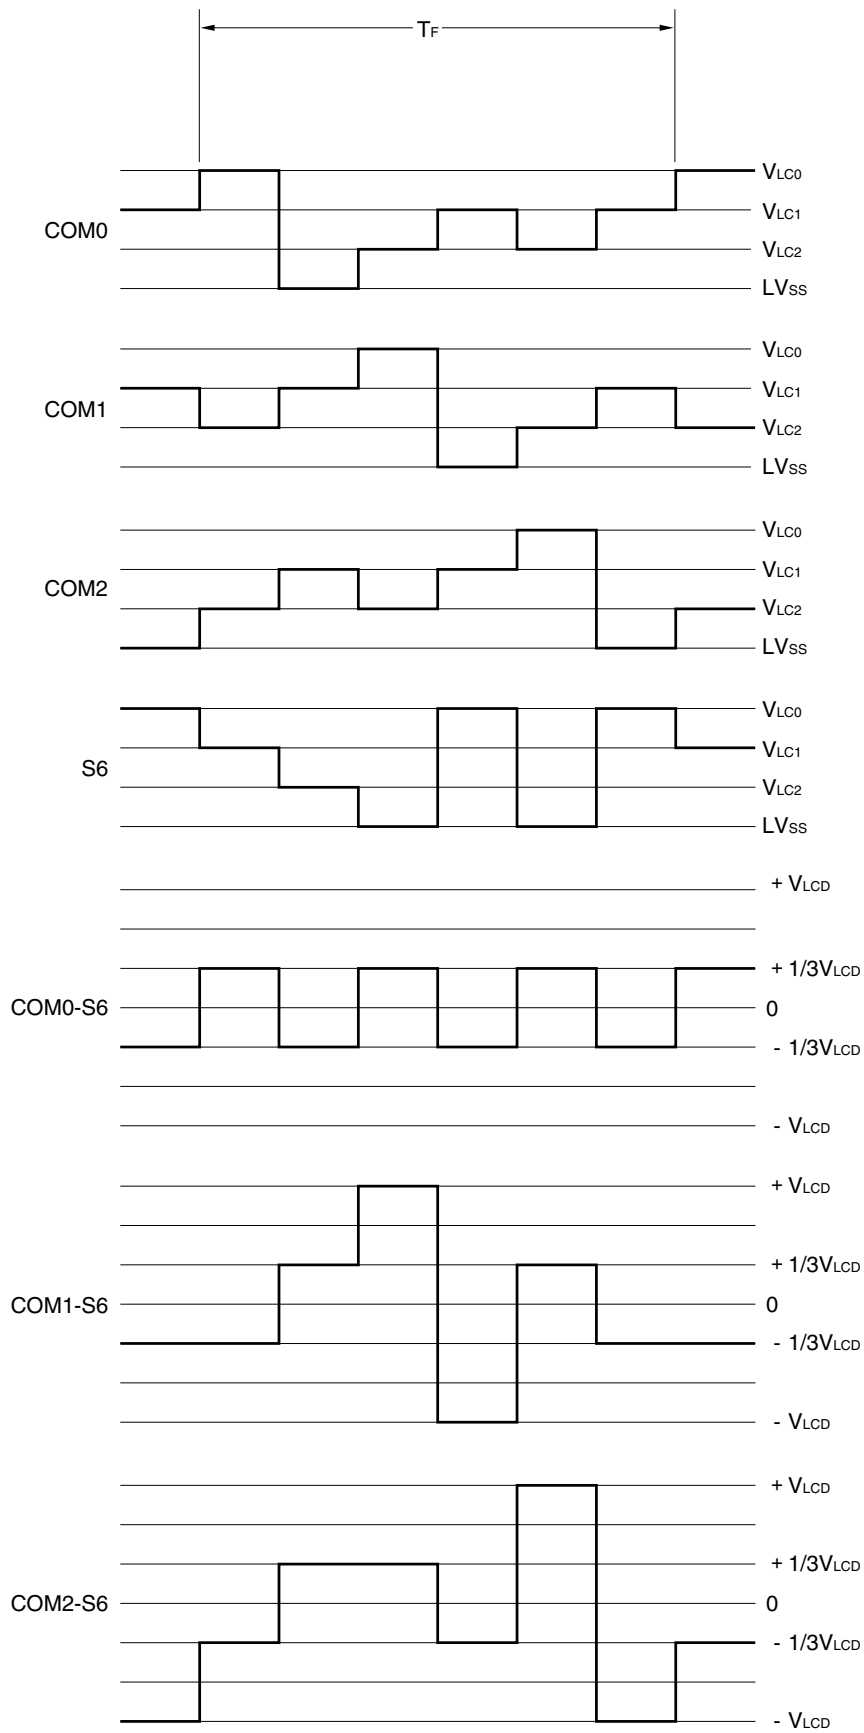 TF
VLC0
VLC1
COM0
VLC2
LVSS
VLC0
VLC1
COM1
VLC2
LVSS
VLC0
VLC1
COM2
VLC2
LVSS
VLC0
VLC1
S6
VLC2
LVSS
+ VLCD
+ 1/3VLCD
COM0-S6
0
- 1/3VLCD
- VLCD
+ VLCD
+ 1/3VLCD
COM1-S6
0
- 1/3VLCD
- VLCD
+ VLCD
+ 1/3VLCD
COM2-S6
0
- 1/3VLCD
- VLCD